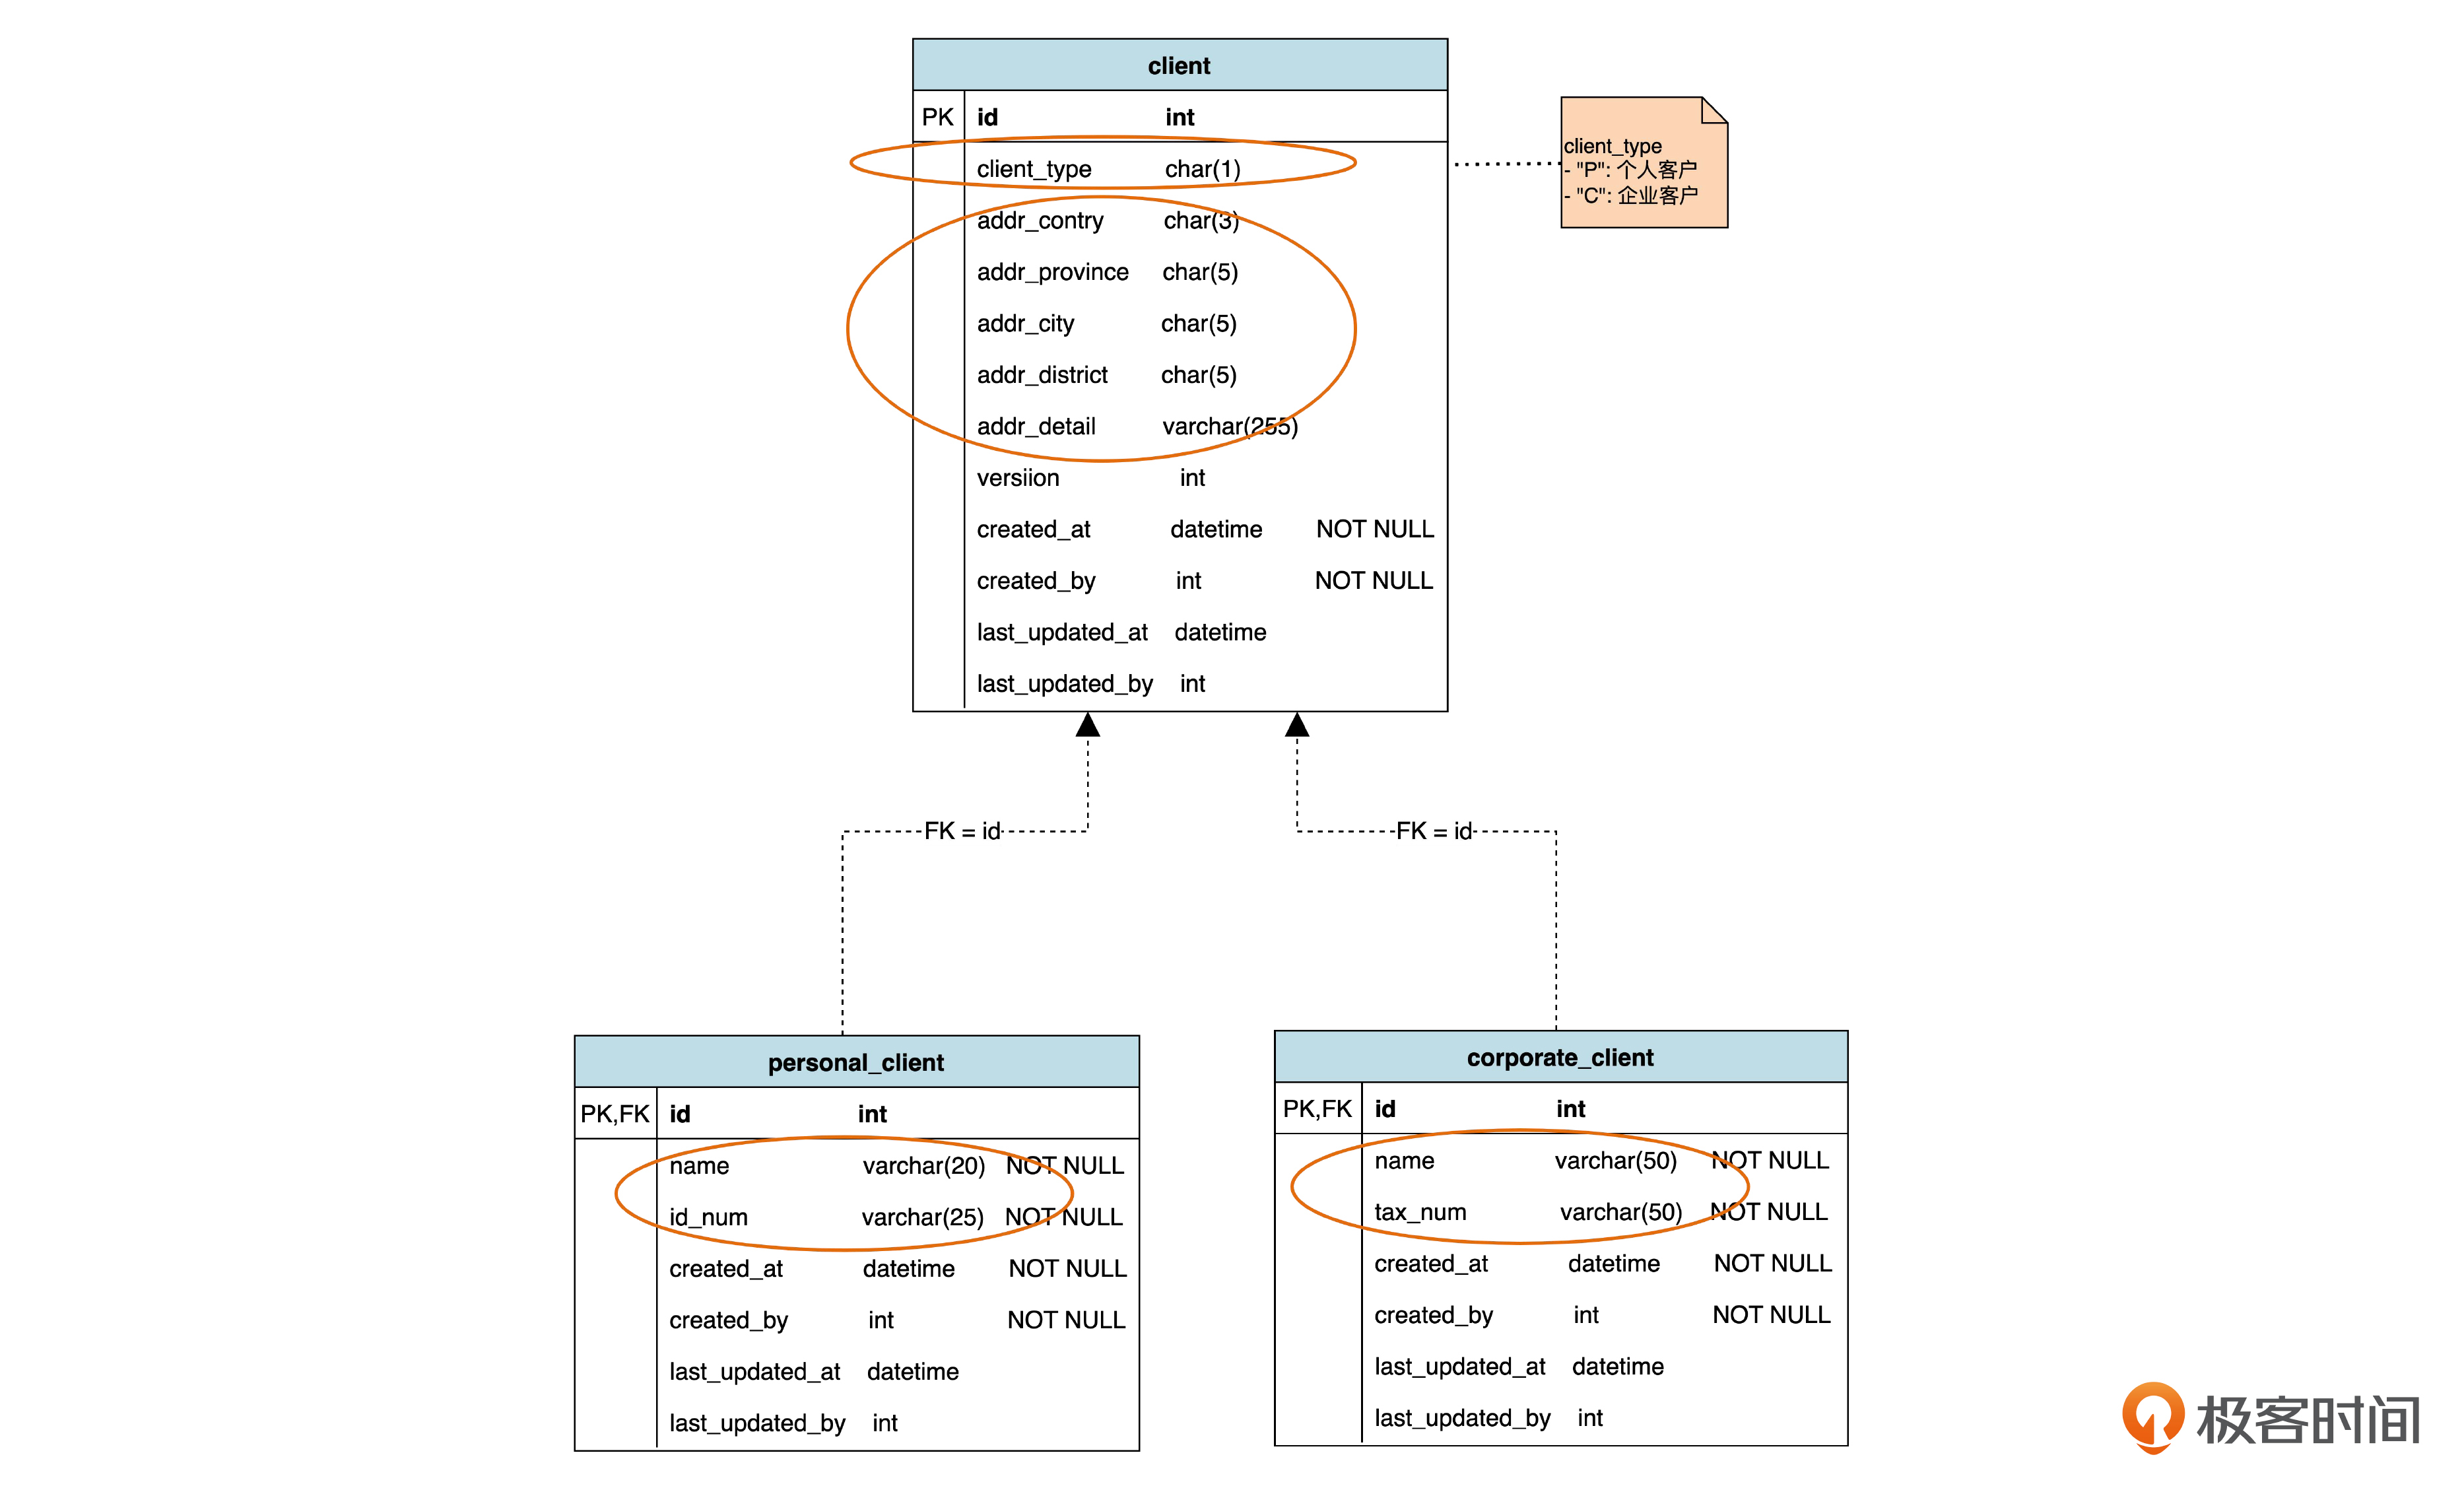 client
PK id int
client_type char(1)
addr_contry char(3)
addr_province char(5)
addr_city char(5)
addr_district char(5)
addr_detail varchar(255)
versiion int
created_at datetime NOT NULL
created_by int NOT NULL
last_updated_at datetime
last_updated_by int
client_type
- "P": 个人客户
- "C": 企业客户
FK = id
FK = id
personal_client
PK,FK id int
name varchar(20) NOT NULL
id_num varchar(25) NOT NULL
created_at datetime NOT NULL
created_by int NOT NULL
last_updated_at datetime
last_updated_by int
corporate_client
PK,FK id int
name varchar(50) NOT NULL
tax_num varchar(50) NOT NULL
created_at datetime NOT NULL
created_by int NOT NULL
last_updated_at datetime
last_updated_by int
极客时间